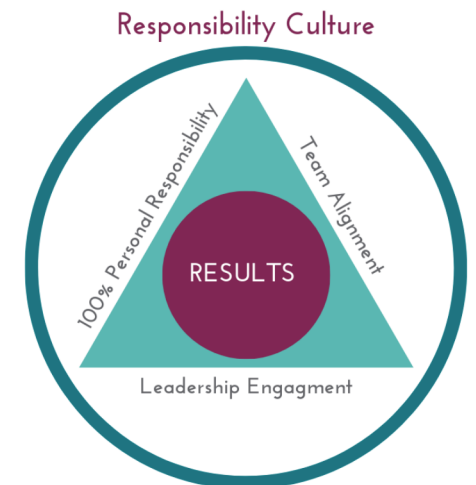 Responsibility Culture
100% Personal Responsibility
Team Alignment
RESULTS
Leadership Engagment